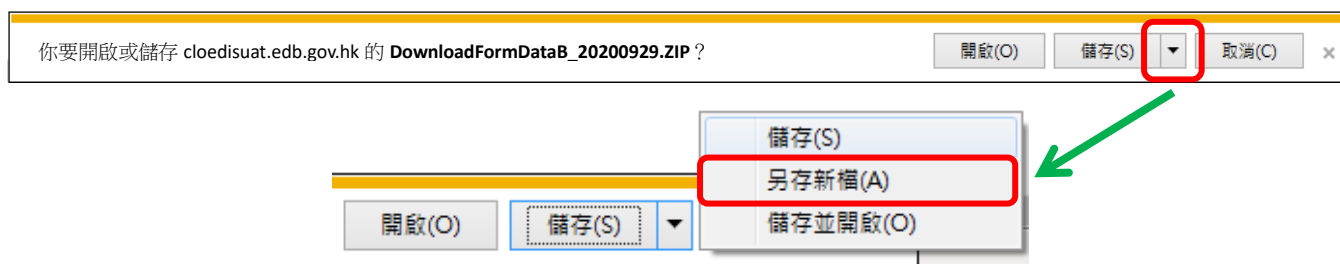 你要開啟或儲存 cloedisuat.edb.gov.hk 的 DownloadFormDataB_20200929.ZIP？ 開啟(O) 儲存(S) ▼ 取消(C) ×
儲存(S)
另存新檔(A)
開啟(O) 儲存(S) ▼ 儲存並開啟(O)